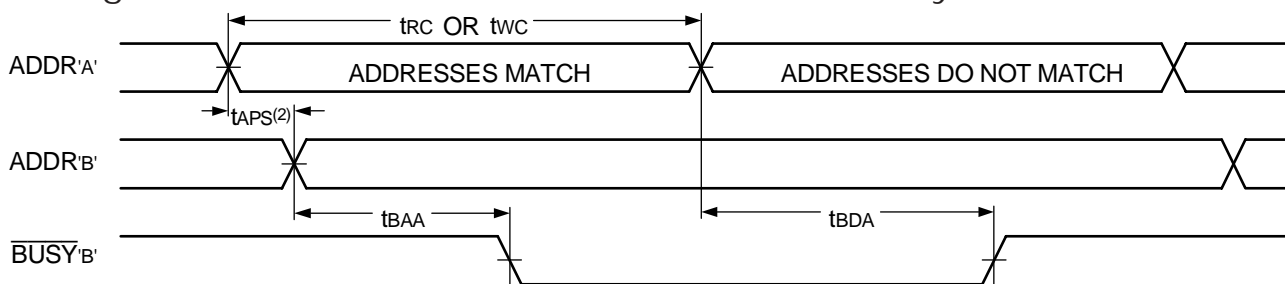 tRC OR tWC
ADDR'A'
ADDRESSES MATCH
ADDRESSES DO NOT MATCH
tAPS(2)
ADDR'B'
tBAA
tBDA
BUSY'B'